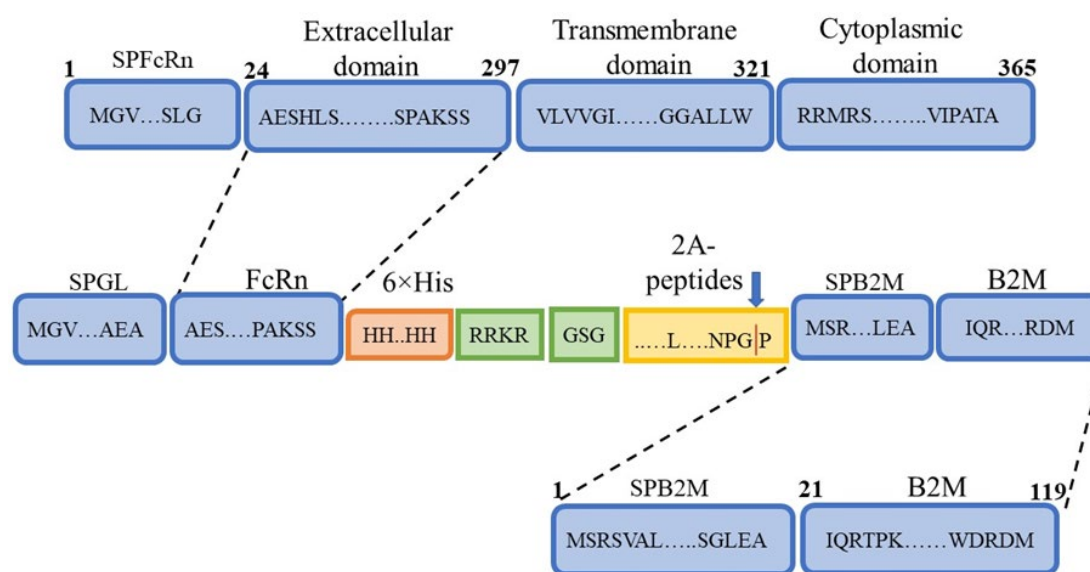 Extracellular domain
Transmembrane domain
Cytoplasmic domain
1 SPFcRn 24 297 321 365
MGV...SLG AESHLS........SPAKSS VLVVGI......GGALLW RRMRS........VIPATA
2A-peptides
SPGL FcRn 6×His SPB2M B2M
MGV...AEA AES....PAKSS HH..HH RRKR GSG .....L....NPG P MSR...LEA IQR...RDM
1 SPB2M 21 B2M 119
MSRSVAL.....SGLEA IQRTPK......WDRDM